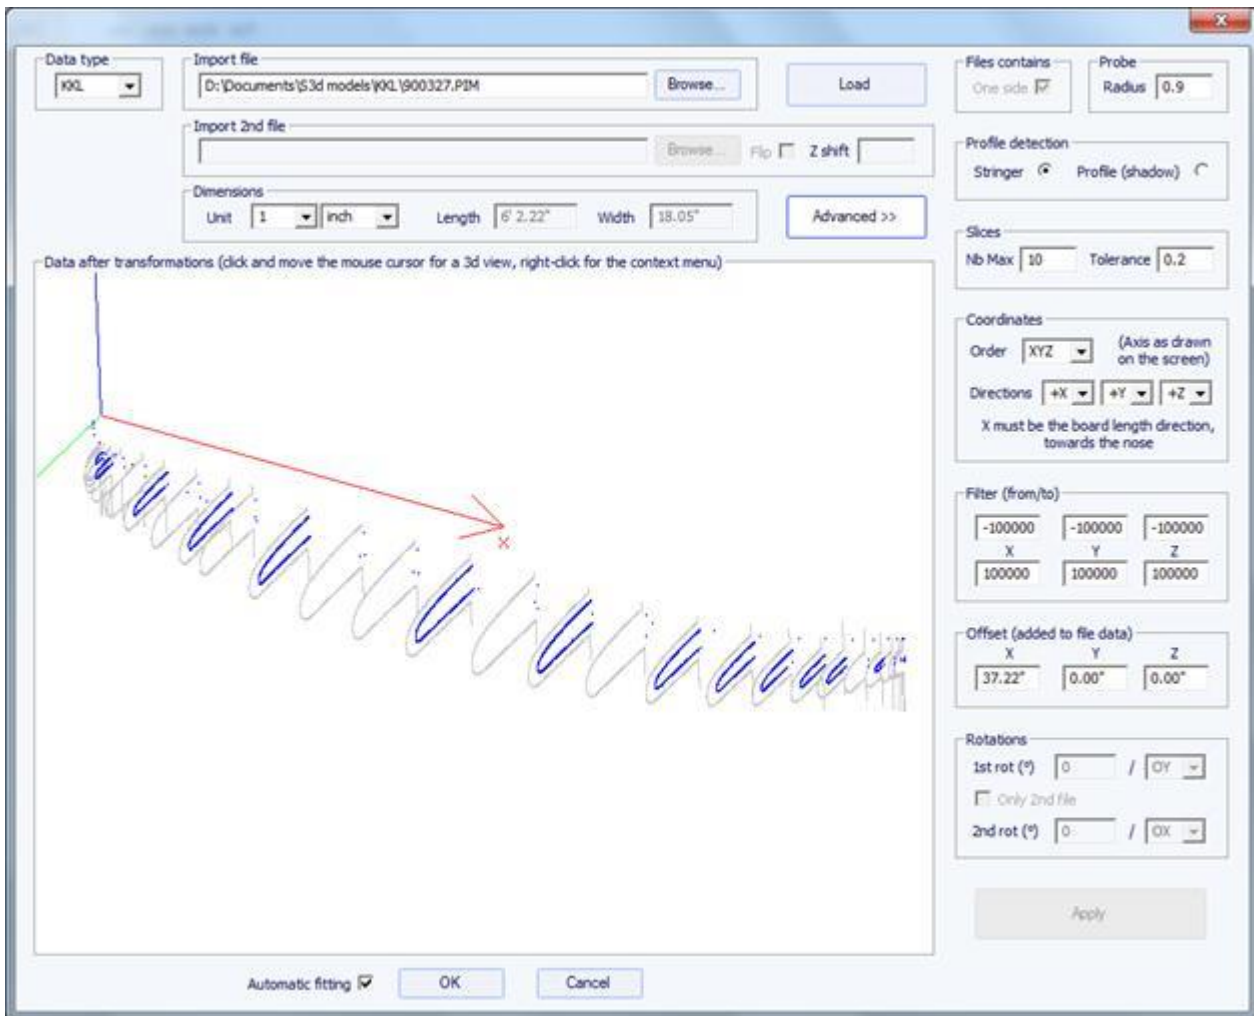 Data type
KKL
Import file
D:\Documents\S3d models\KKL\900327.PIM
Browse...
Load
Import 2nd file
Browse...
Flip
Z shift
Dimensions
Unit 1 inch Length 6' 2.22" Width 18.05"
Advanced >>
Data after transformations (click and move the mouse cursor for a 3d view, right-click for the context menu)
X
Automatic fitting
OK
Cancel
Files contains
One side
Probe
Radius 0.9
Profile detection
Stringer Profile (shadow)
Slices
Nb Max 10 Tolerance 0.2
Coordinates
Order XYZ (Axis as drawn
on the screen)
Directions +X +Y +Z
X must be the board length direction,
towards the nose
Filter (from/to)
-100000 -100000 -100000
X Y Z
100000 100000 100000
Offset (added to file data)
X Y Z
37.22" 0.00" 0.00"
Rotations
1st rot (°) 0 / OY
Only 2nd file
2nd rot (°) 0 / OX
Apply